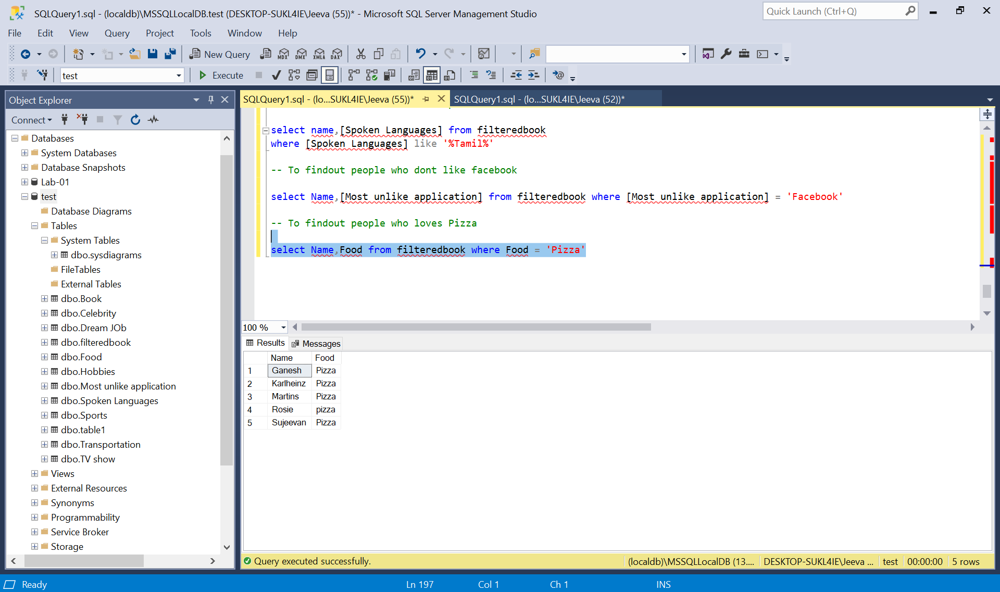 SQLQuery1.sql - (localdb)\MSSQLLocalDB.test (DESKTOP-SUKL4IE\Jeeva (55))* - Microsoft SQL Server Management Studio
Quick Launch (Ctrl+Q)
File Edit View Query Project Tools Window Help
New Query MDX DMX XMLA DAX
test Execute
Object Explorer
SQLQuery1.sql - (lo...SUKL4IE\Jeeva (55))* SQLQuery1.sql - (lo...SUKL4IE\Jeeva (52))*
Connect
Databases
System Databases
Database Snapshots
Lab-01
test
Database Diagrams
Tables
System Tables
dbo.sysdiagrams
FileTables
External Tables
dbo.Book
dbo.Celebrity
dbo.Dream JOb
dbo.filteredbook
dbo.Food
dbo.Hobbies
dbo.Most unlike application
dbo.Spoken Languages
dbo.Sports
dbo.table1
dbo.Transportation
dbo.TV show
Views
External Resources
Synonyms
Programmability
Service Broker
Storage
select name,[Spoken Languages] from filteredbook
where [Spoken Languages] like '%Tamil%'
-- To findout people who dont like facebook
select Name,[Most unlike application] from filteredbook where [Most unlike application] = 'Facebook'
-- To findout people who loves Pizza
select Name,Food from filteredbook where Food = 'Pizza'
100 %
Results Messages
Name Food
1 Ganesh Pizza
2 Karlheinz Pizza
3 Martins Pizza
4 Rosie pizza
5 Sujeevan Pizza
Query executed successfully. (localdb)\MSSQLLocalDB (13.... DESKTOP-SUKL4IE\Jeeva ... test 00:00:00 5 rows
Ready Ln 197 Col 1 Ch 1 INS